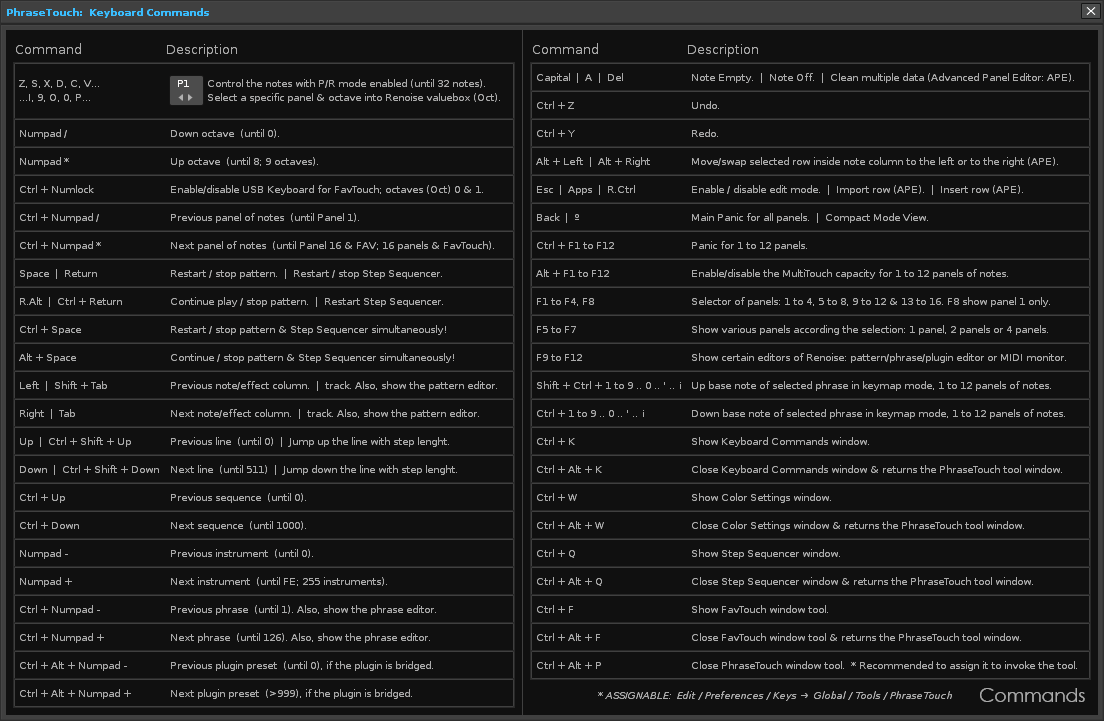 PhraseTouch: Keyboard Commands
Command Description
Z, S, X, D, C, V... P1 Control the notes with P/R mode enabled (until 32 notes).
...I, 9, O, 0, P... Select a specific panel & octave into Renoise valuebox (Oct).
Numpad / Down octave (until 0).
Numpad * Up octave (until 8; 9 octaves).
Ctrl + Numlock Enable/disable USB Keyboard for FavTouch; octaves (Oct) 0 & 1.
Ctrl + Numpad / Previous panel of notes (until Panel 1).
Ctrl + Numpad * Next panel of notes (until Panel 16 & FAV; 16 panels & FavTouch).
Space | Return Restart / stop pattern. | Restart / stop Step Sequencer.
R.Alt | Ctrl + Return Continue play / stop pattern. | Restart Step Sequencer.
Ctrl + Space Restart / stop pattern & Step Sequencer simultaneously!
Alt + Space Continue / stop pattern & Step Sequencer simultaneously!
Left | Shift + Tab Previous note/effect column. | track. Also, show the pattern editor.
Right | Tab Next note/effect column. | track. Also, show the pattern editor.
Up | Ctrl + Shift + Up Previous line (until 0) | Jump up the line with step lenght.
Down | Ctrl + Shift + Down Next line (until 511) | Jump down the line with step lenght.
Ctrl + Up Previous sequence (until 0).
Ctrl + Down Next sequence (until 1000).
Numpad - Previous instrument (until 0).
Numpad + Next instrument (until FE; 255 instruments).
Ctrl + Numpad - Previous phrase (until 1). Also, show the phrase editor.
Ctrl + Numpad + Next phrase (until 126). Also, show the phrase editor.
Ctrl + Alt + Numpad - Previous plugin preset (until 0), if the plugin is bridged.
Ctrl + Alt + Numpad + Next plugin preset (>999), if the plugin is bridged.
Command Description
Capital | A | Del Note Empty. | Note Off. | Clean multiple data (Advanced Panel Editor: APE).
Ctrl + Z Undo.
Ctrl + Y Redo.
Alt + Left | Alt + Right Move/swap selected row inside note column to the left or to the right (APE).
Esc | Apps | R.Ctrl Enable / disable edit mode. | Import row (APE). | Insert row (APE).
Back | º Main Panic for all panels. | Compact Mode View.
Ctrl + F1 to F12 Panic for 1 to 12 panels.
Alt + F1 to F12 Enable/disable the MultiTouch capacity for 1 to 12 panels of notes.
F1 to F4, F8 Selector of panels: 1 to 4, 5 to 8, 9 to 12 & 13 to 16. F8 show panel 1 only.
F5 to F7 Show various panels according the selection: 1 panel, 2 panels or 4 panels.
F9 to F12 Show certain editors of Renoise: pattern/phrase/plugin editor or MIDI monitor.
Shift + Ctrl + 1 to 9 .. 0 .. ' .. ¡ Up base note of selected phrase in keymap mode, 1 to 12 panels of notes.
Ctrl + 1 to 9 .. 0 .. ' .. ¡ Down base note of selected phrase in keymap mode, 1 to 12 panels of notes.
Ctrl + K Show Keyboard Commands window.
Ctrl + Alt + K Close Keyboard Commands window & returns the PhraseTouch tool window.
Ctrl + W Show Color Settings window.
Ctrl + Alt + W Close Color Settings window & returns the PhraseTouch tool window.
Ctrl + Q Show Step Sequencer window.
Ctrl + Alt + Q Close Step Sequencer window & returns the PhraseTouch tool window.
Ctrl + F Show FavTouch window tool.
Ctrl + Alt + F Close FavTouch window tool & returns the PhraseTouch tool window.
Ctrl + Alt + P Close PhraseTouch window tool. * Recommended to assign it to invoke the tool.
* ASSIGNABLE: Edit / Preferences / Keys → Global / Tools / PhraseTouch Commands